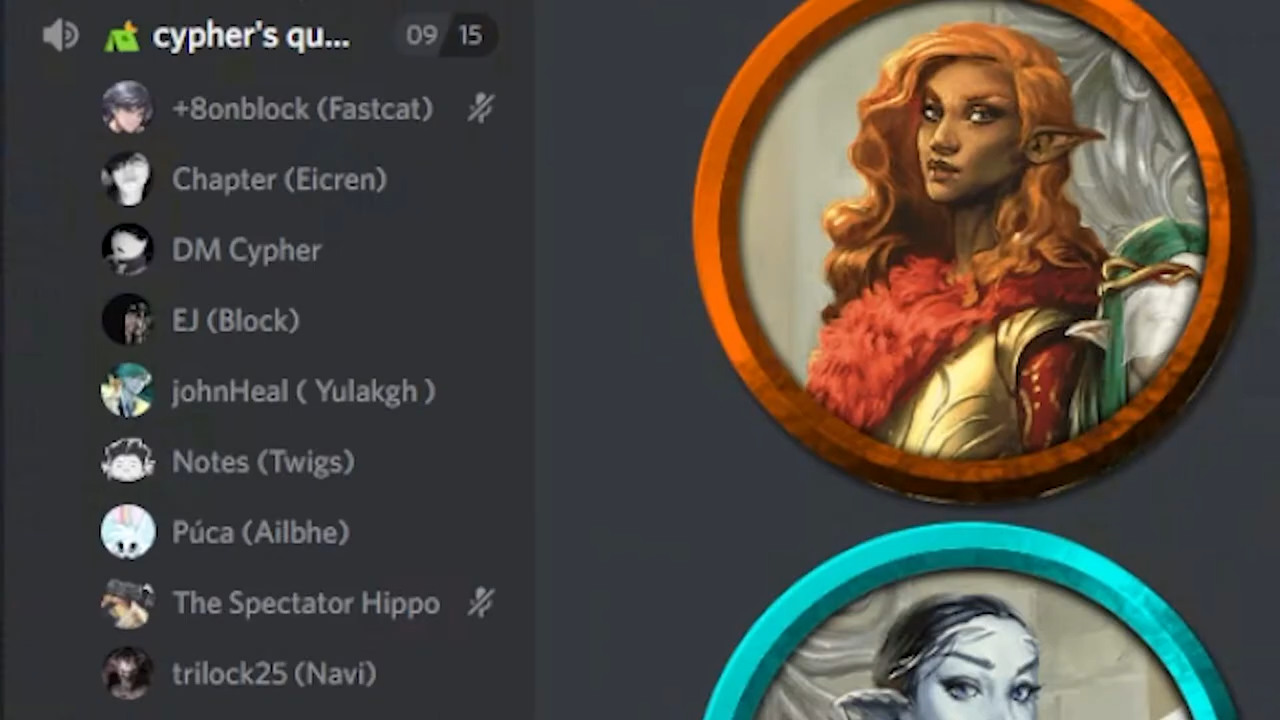 cypher's qu...
09 15
+8onblock (Fastcat)
Chapter (Eicren)
DM Cypher
EJ (Block)
johnHeal ( Yulakgh )
Notes (Twigs)
Púca (Ailbhe)
The Spectator Hippo
trilock25 (Navi)